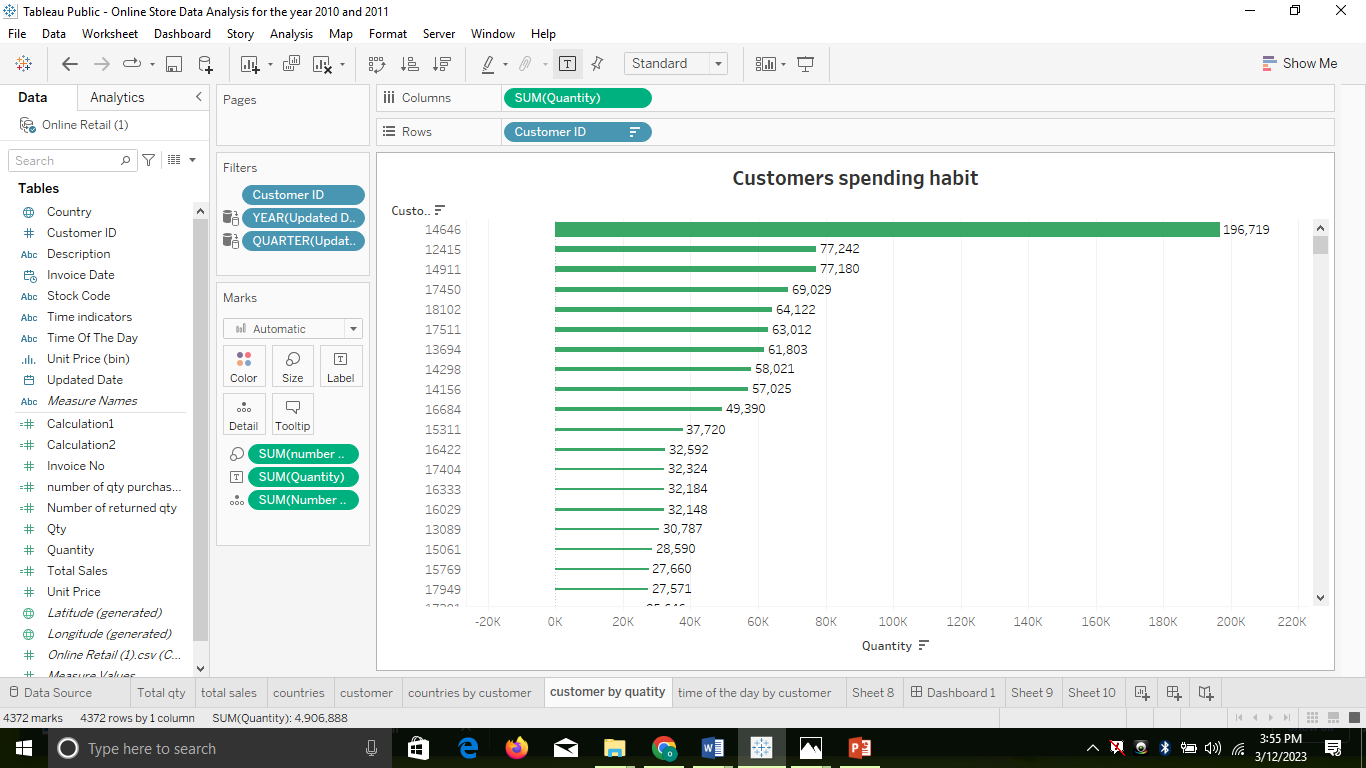 Tableau Public - Online Store Data Analysis for the year 2010 and 2011
File Data Worksheet Dashboard Story Analysis Map Format Server Window Help
Standard
Show Me
Data Analytics
Online Retail (1)
Search
Tables
Country
Customer ID
Abc Description
Invoice Date
Abc Stock Code
Abc Time indicators
Abc Time Of The Day
Unit Price (bin)
Updated Date
Abc Measure Names
Calculation1
Calculation2
Invoice No
number of qty purchas...
Number of returned qty
Qty
Quantity
Total Sales
Unit Price
Latitude (generated)
Longitude (generated)
Online Retail (1).csv (C...
Measure Values
Pages
Filters
Customer ID
YEAR(Updated D..
QUARTER(Updat..
Marks
Automatic
Color Size Label
Detail Tooltip
SUM(number ..
SUM(Quantity)
SUM(Number ..
Columns SUM(Quantity)
Rows Customer ID
Customers spending habit
Custo..
14646 196,719
12415 77,242
14911 77,180
17450 69,029
18102 64,122
17511 63,012
13694 61,803
14298 58,021
14156 57,025
16684 49,390
15311 37,720
16422 32,592
17404 32,324
16333 32,184
16029 32,148
13089 30,787
15061 28,590
15769 27,660
17949 27,571
-20K 0K 20K 40K 60K 80K 100K 120K 140K 160K 180K 200K 220K
Quantity
Data Source Total qty total sales countries customer countries by customer customer by quatity time of the day by customer Sheet 8 Dashboard 1 Sheet 9 Sheet 10
4372 marks 4372 rows by 1 column SUM(Quantity): 4,906,888
Type here to search
3:55 PM
3/12/2023